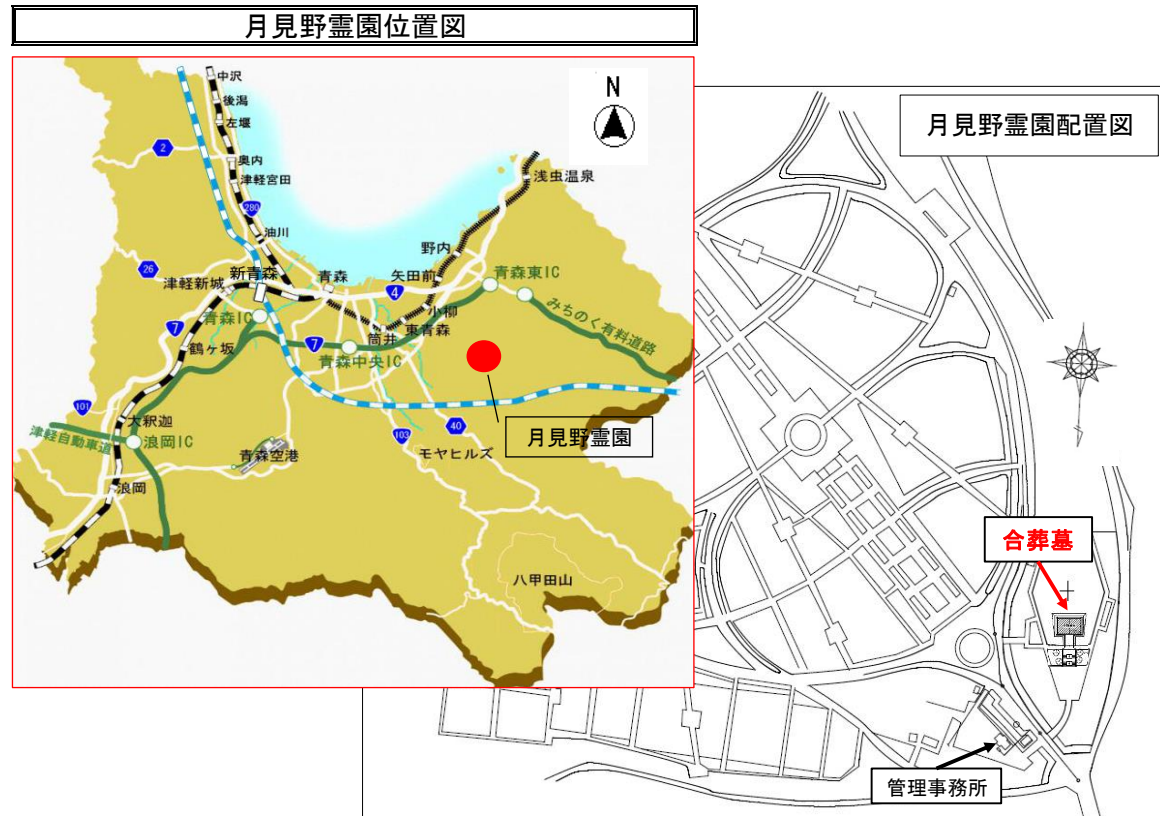 月見野霊園位置図
N
中沢
後潟
左堰
2
奥内
津軽宮田
280
油川
浅虫温泉
野内
26
新青森
青森
矢田前
青森東IC
津軽新城
4
みちのく有料道路
小柳
青森IC
7
東青森
筒井
鶴ヶ坂
7
青森中央IC
101
大釈迦
津軽自動車道
浪岡IC
青森空港
103
40
月見野霊園
モヤヒルズ
浪岡
八甲田山
月見野霊園配置図
合葬墓
管理事務所